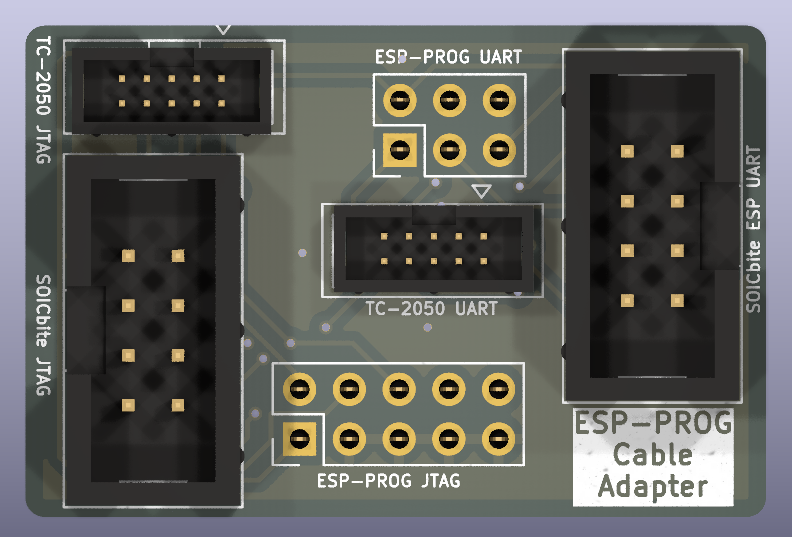 TC-2050 JTAG
ESP-PROG UART
SOICbite ESP UART
TC-2050 UART
SOICbite JTAG
ESP-PROG JTAG
ESP-PROG
Cable
Adapter